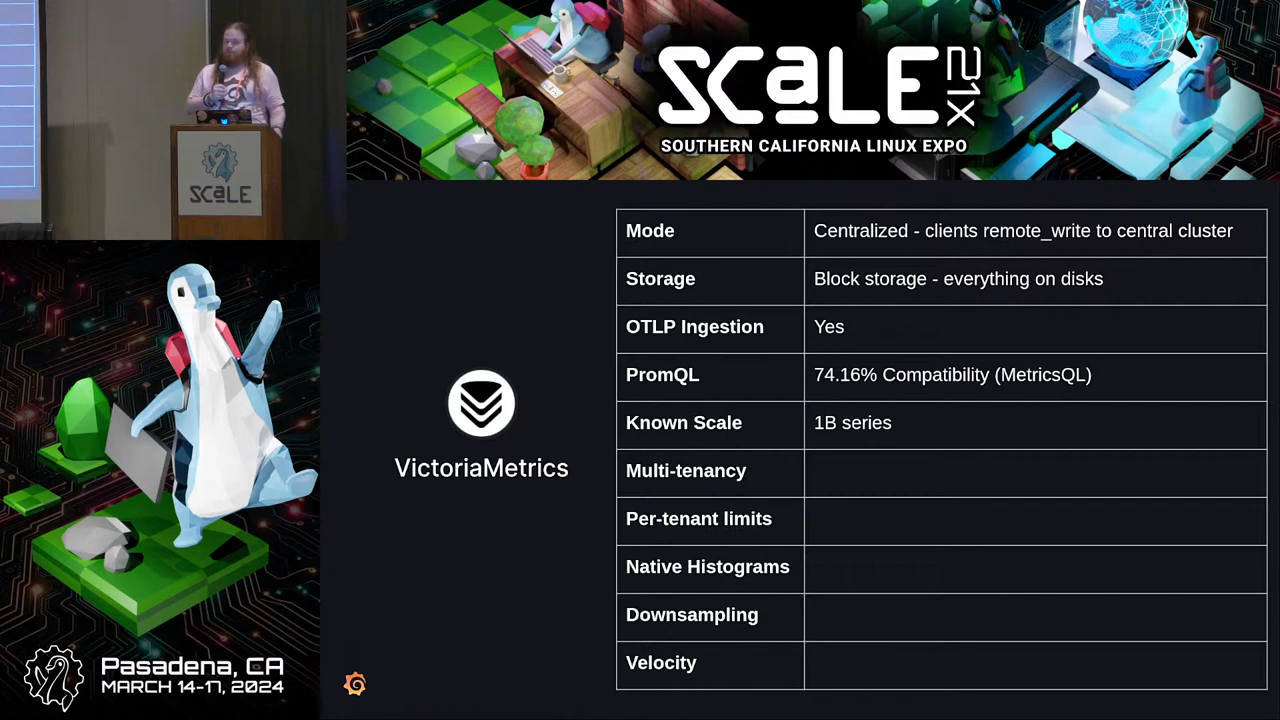 SCALE
21X
SOUTHERN CALIFORNIA LINUX EXPO
SCALE
Mode
Centralized - clients remote_write to central cluster
Storage
Block storage - everything on disks
OTLP Ingestion
Yes
PromQL
74.16% Compatibility (MetricsQL)
Known Scale
1B series
Multi-tenancy
Per-tenant limits
Native Histograms
Downsampling
Velocity
VictoriaMetrics
Pasadena, CA
MARCH 14-17, 2024